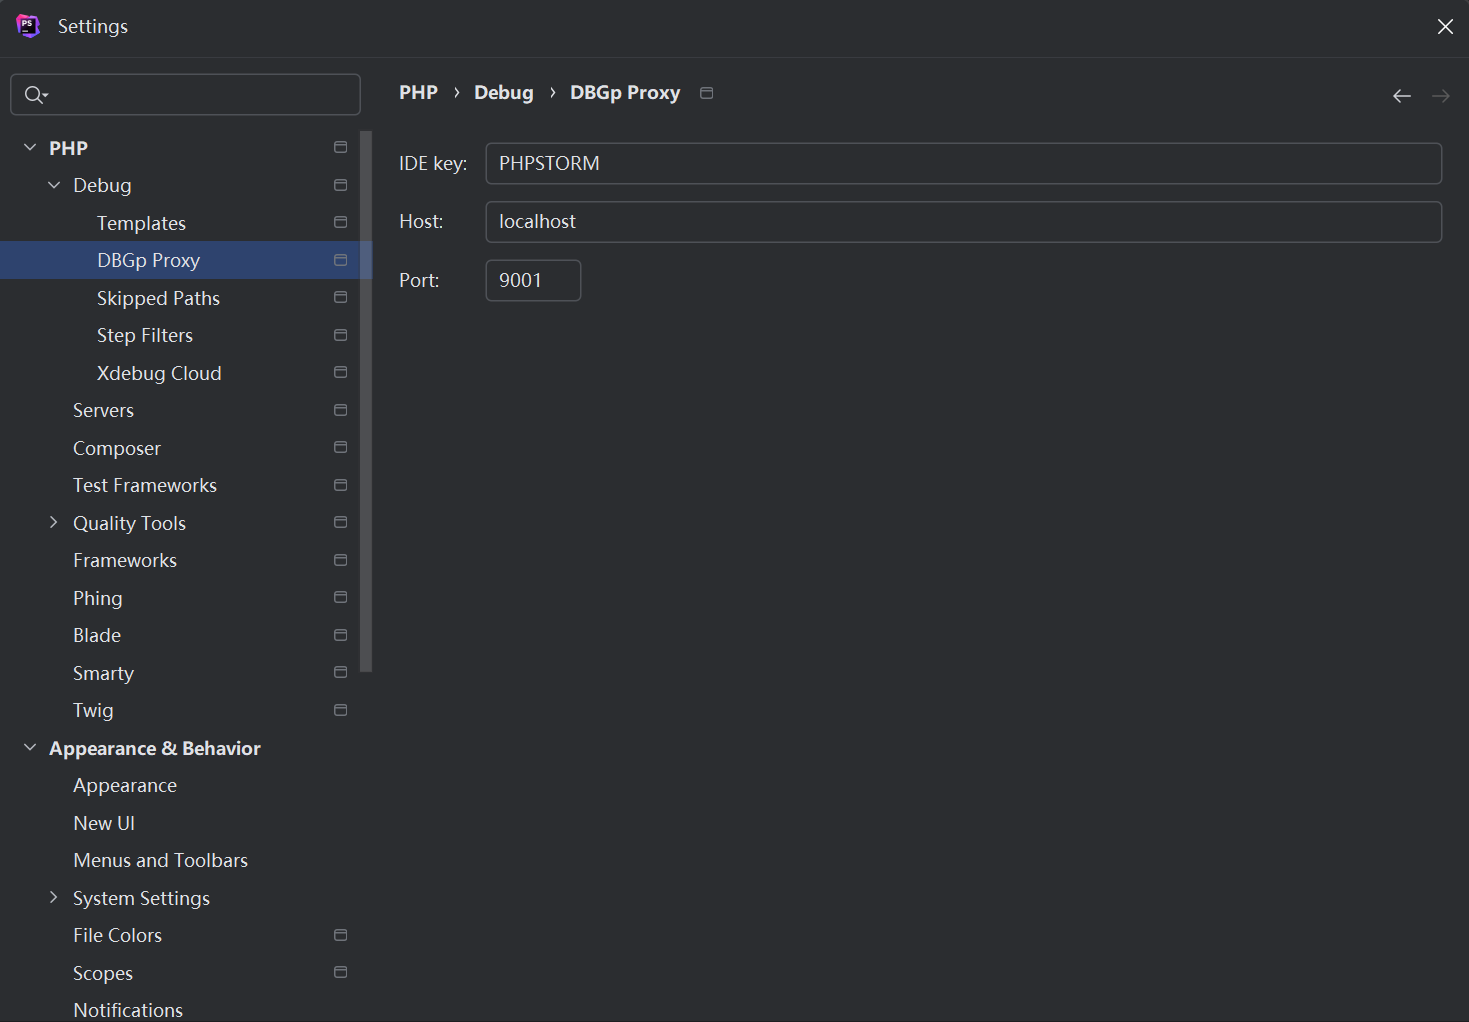 PS
Settings
PHP
Debug
Templates
DBGp Proxy
Skipped Paths
Step Filters
Xdebug Cloud
Servers
Composer
Test Frameworks
Quality Tools
Frameworks
Phing
Blade
Smarty
Twig
Appearance & Behavior
Appearance
New UI
Menus and Toolbars
System Settings
File Colors
Scopes
Notifications
PHP › Debug › DBGp Proxy
IDE key: PHPSTORM
Host: localhost
Port: 9001